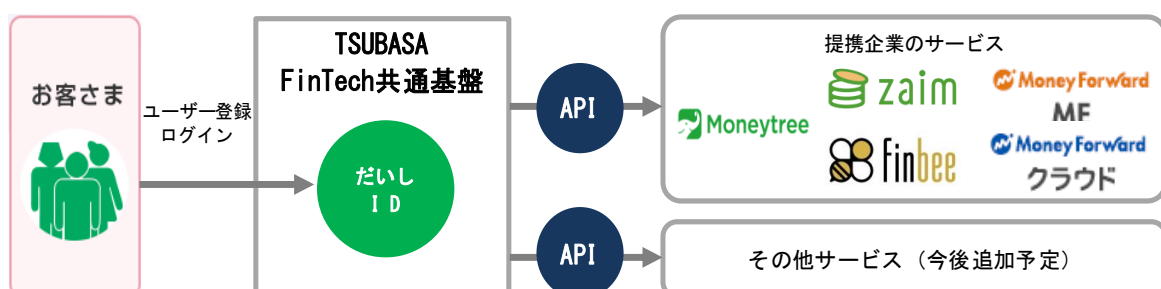 お客さま
ユーザー登録
ログイン
TSUBASA
FinTech共通基盤
だいし
ＩＤ
API
提携企業のサービス
Moneytree
zaim
finbee
Money Forward
MF
Money Forward
クラウド
API
その他サービス（今後追加予定）